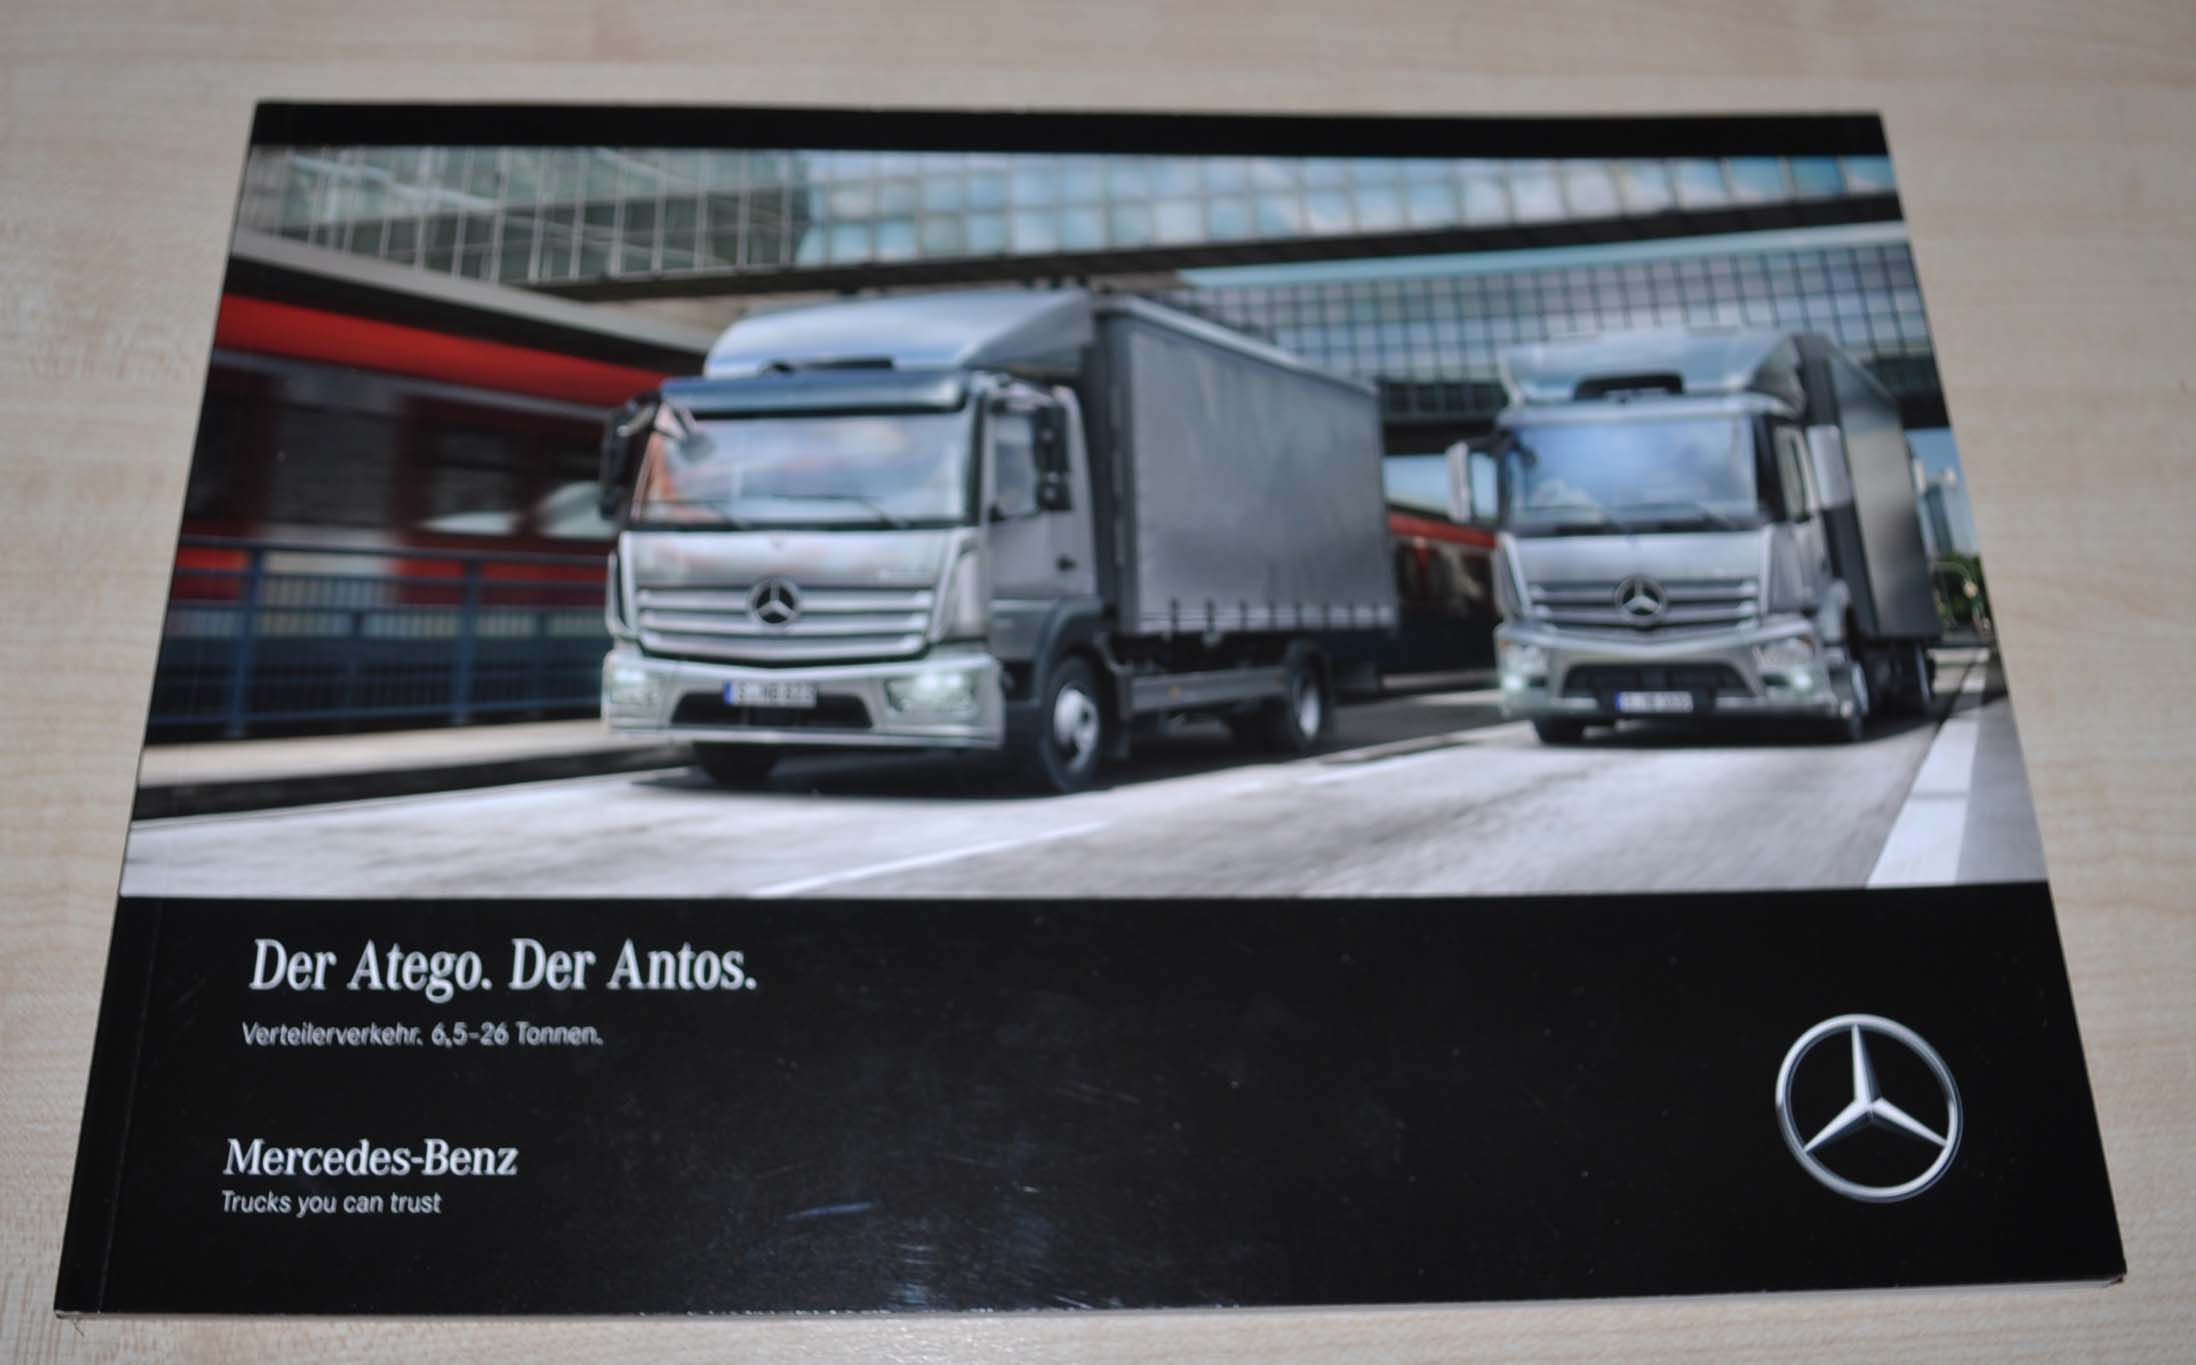 Der Atego. Der Antos.
Verteilerverkehr. 6,5–26 Tonnen.
Mercedes-Benz
Trucks you can trust